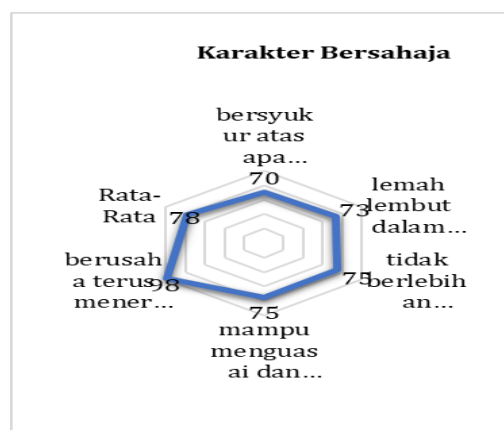 Karakter Bersahaja
bersyuk
ur atas
apa...
70
lemah
lembut
dalam...
73
tidak
berlebih
an...
75
75
mampu
menguas
ai dan...
berusah
a terus
mener...
98
Rata-
Rata
78